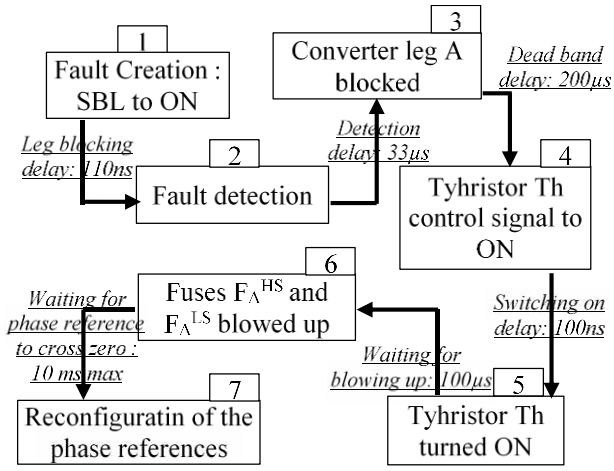 1
Fault Creation :
SBL to ON
Leg blocking
delay: 110ns
2
Fault detection
Detection
delay: 33µs
3
Converter leg A
blocked
Dead band
delay: 200µs
4
Tyhristor Th
control signal to
ON
Switching on
delay: 100ns
5
Tyhristor Th
turned ON
Waiting for
blowing up: 100µs
6
Fuses F_A^HS and
F_A^LS blowed up
Waiting for
phase reference
to cross zero :
10 ms max
7
Reconfiguratin of the
phase references